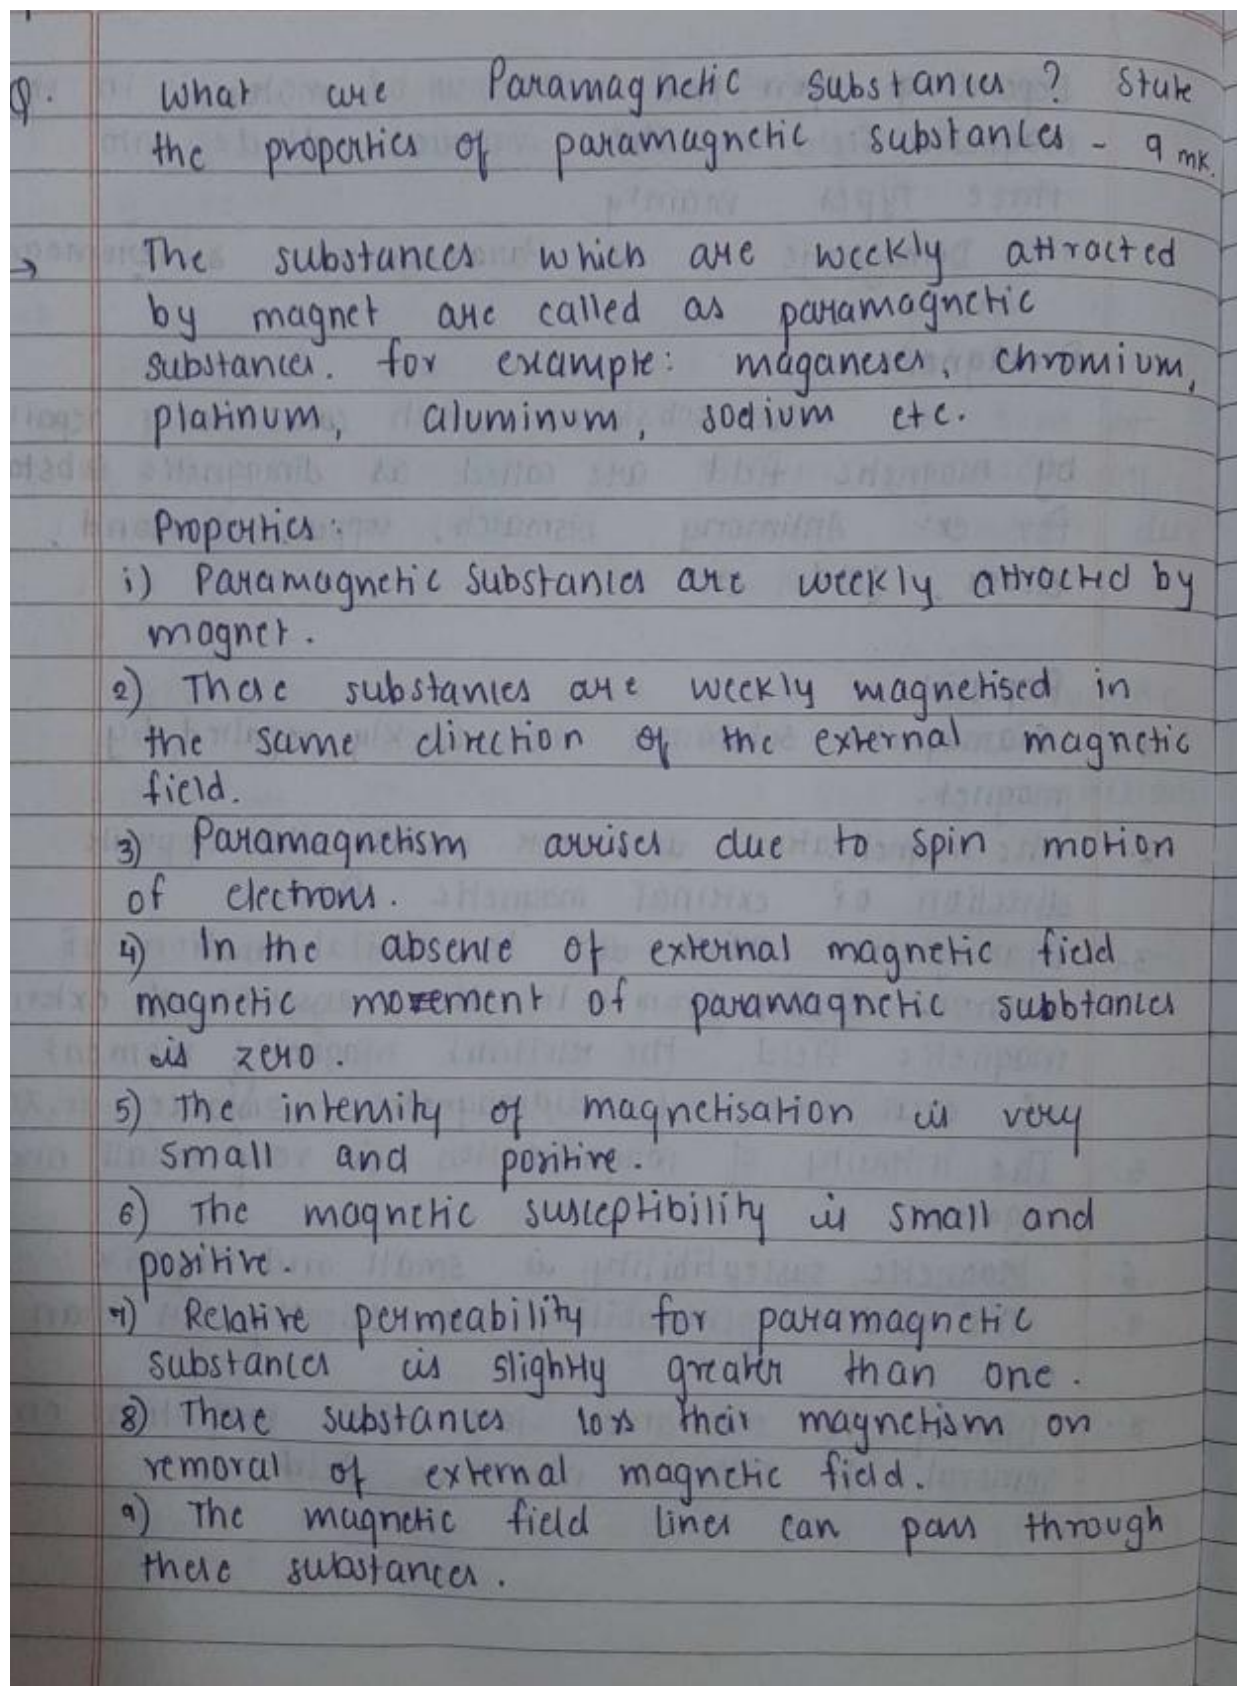 Q. What are Paramagnetic substances? State
the properties of paramagnetic substances - 9 mk.
→ The substances which are weekly attracted
by magnet are called as paramagnetic
substances. for example: maganeses, chromium,
platinum, aluminum, sodium etc.
Properties:
1) Paramagnetic substances are weekly attracted by
magnet.
2) These substances are weekly magnetised in
the same direction of the external magnetic
field.
3) Paramagnetism arrises due to spin motion
of electrons.
4) In the absence of external magnetic field
magnetic movement of paramagnetic subbtances
is zero.
5) The intensity of magnetisation is very
small and positive.
6) The magnetic susceptibility is small and
positive.
7) Relative permeability for paramagnetic
substances is slightly greater than one.
8) These substances loss their magnetism on
removal of external magnetic field.
9) The magnetic field lines can pass through
these substances.